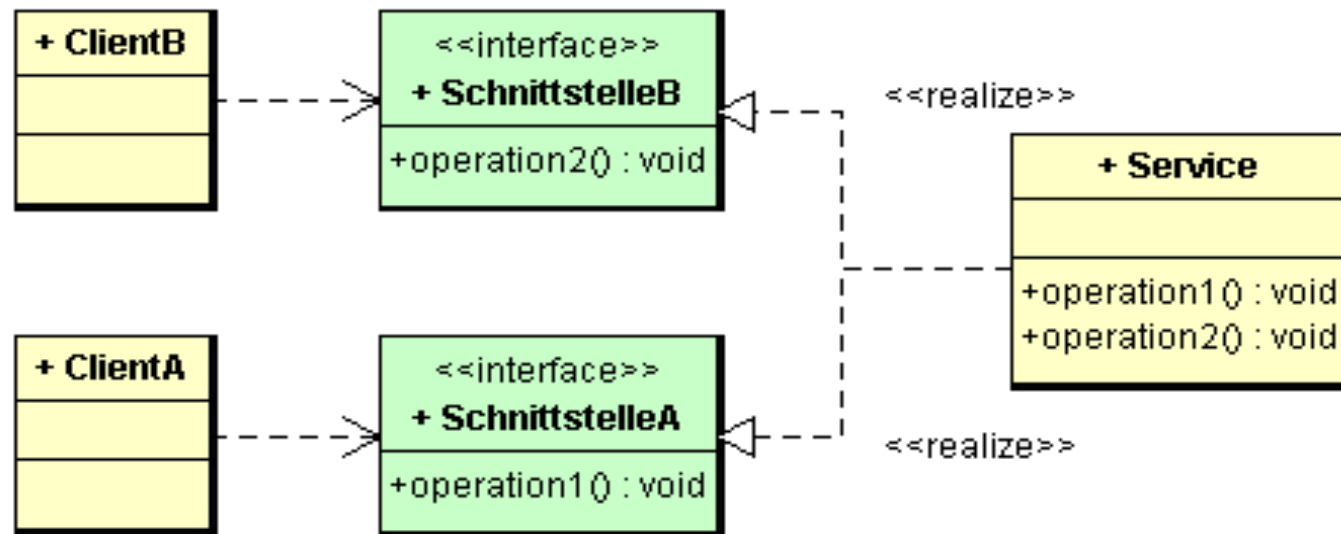 + ClientB
<<interface>>
+ SchnittstelleB
+operation2() : void
<<realize>>
+ Service
+operation1() : void
+operation2() : void
+ ClientA
<<interface>>
+ SchnittstelleA
+operation1() : void
<<realize>>